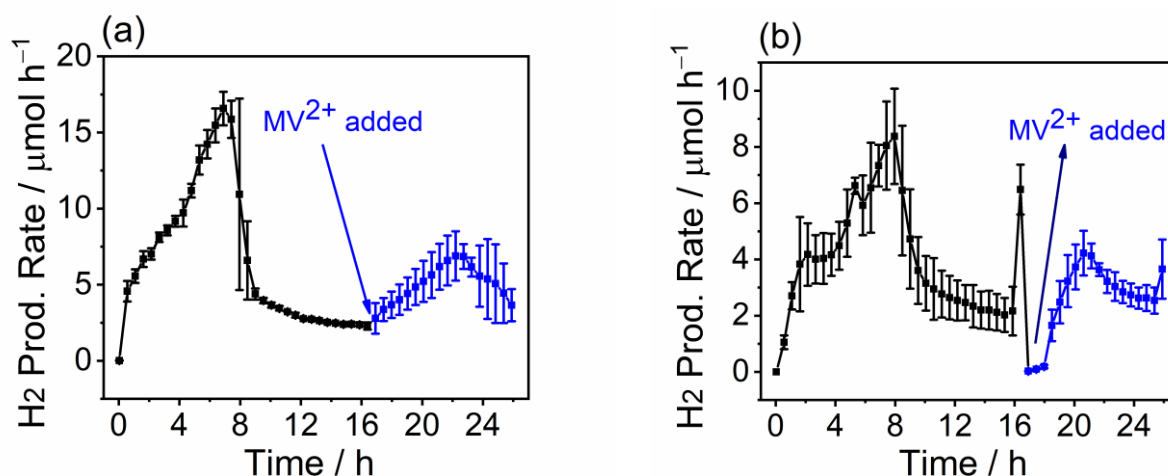 (a)
H2 Prod. Rate / μmol h⁻¹
20
15
10
5
0
MV²⁺ added
0 4 8 12 16 20 24
Time / h
(b)
H2 Prod. Rate / μmol h⁻¹
10
8
6
4
2
0
MV²⁺ added
0 4 8 12 16 20 24
Time / h